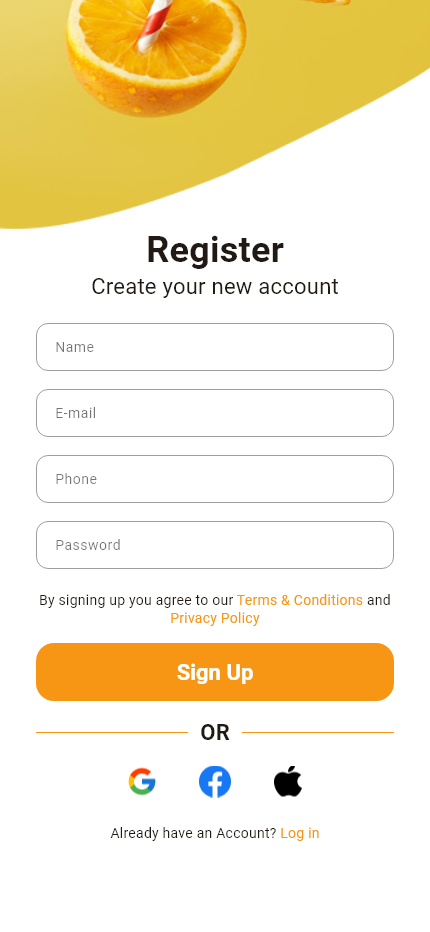 Register
Create your new account
Name
E-mail
Phone
Password
By signing up you agree to our Terms & Conditions and
Privacy Policy
Sign Up
OR
Already have an Account? Log in